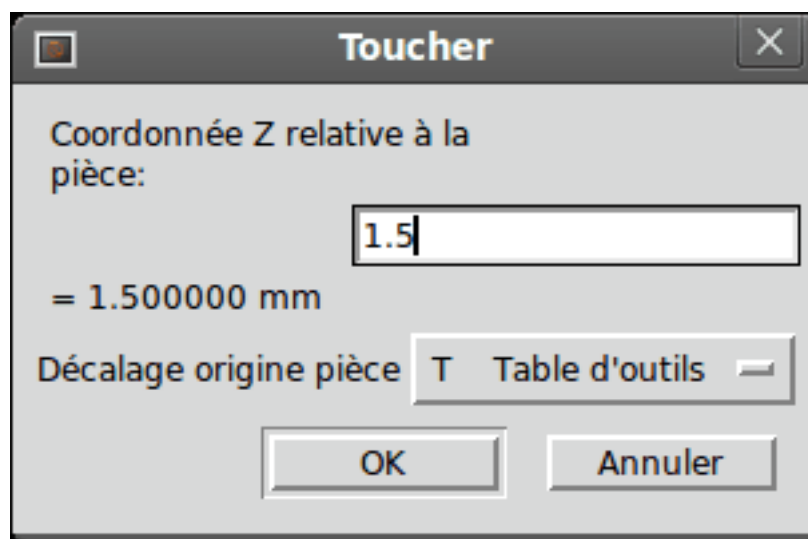 Toucher
Coordonnée Z relative à la
pièce:
1.5
= 1.500000 mm
Décalage origine pièce T Table d'outils
OK Annuler